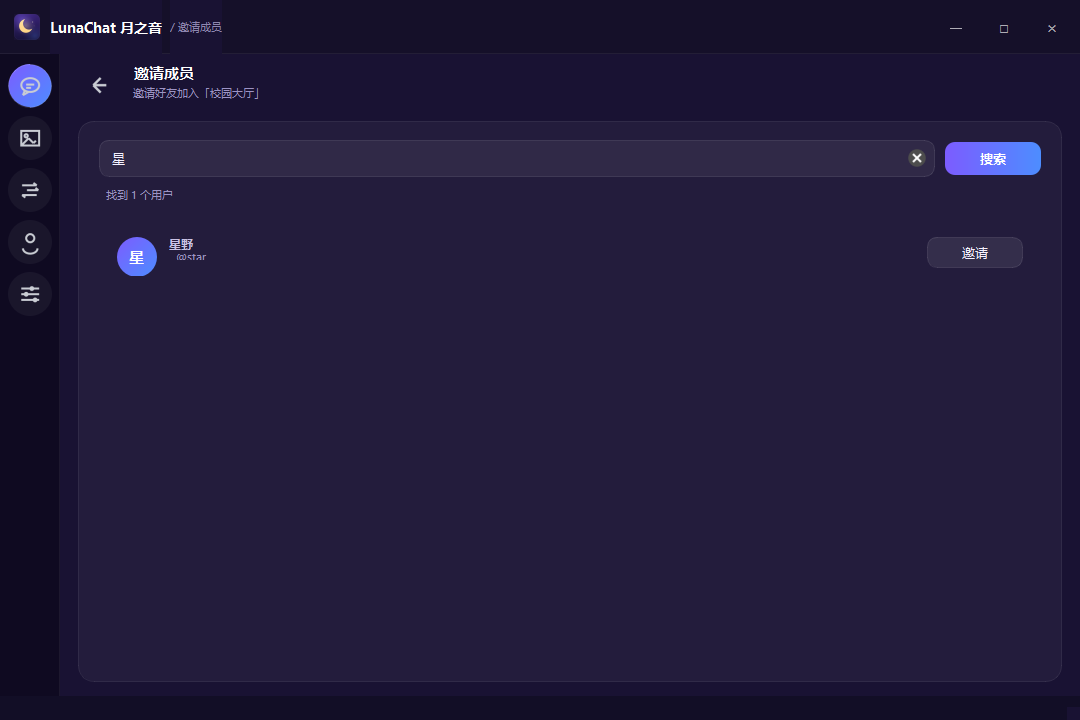 LunaChat 月之音 / 邀请成员
邀请成员
邀请好友加入「校园大厅」
星
搜索
找到 1 个用户
星
星野
@star
邀请